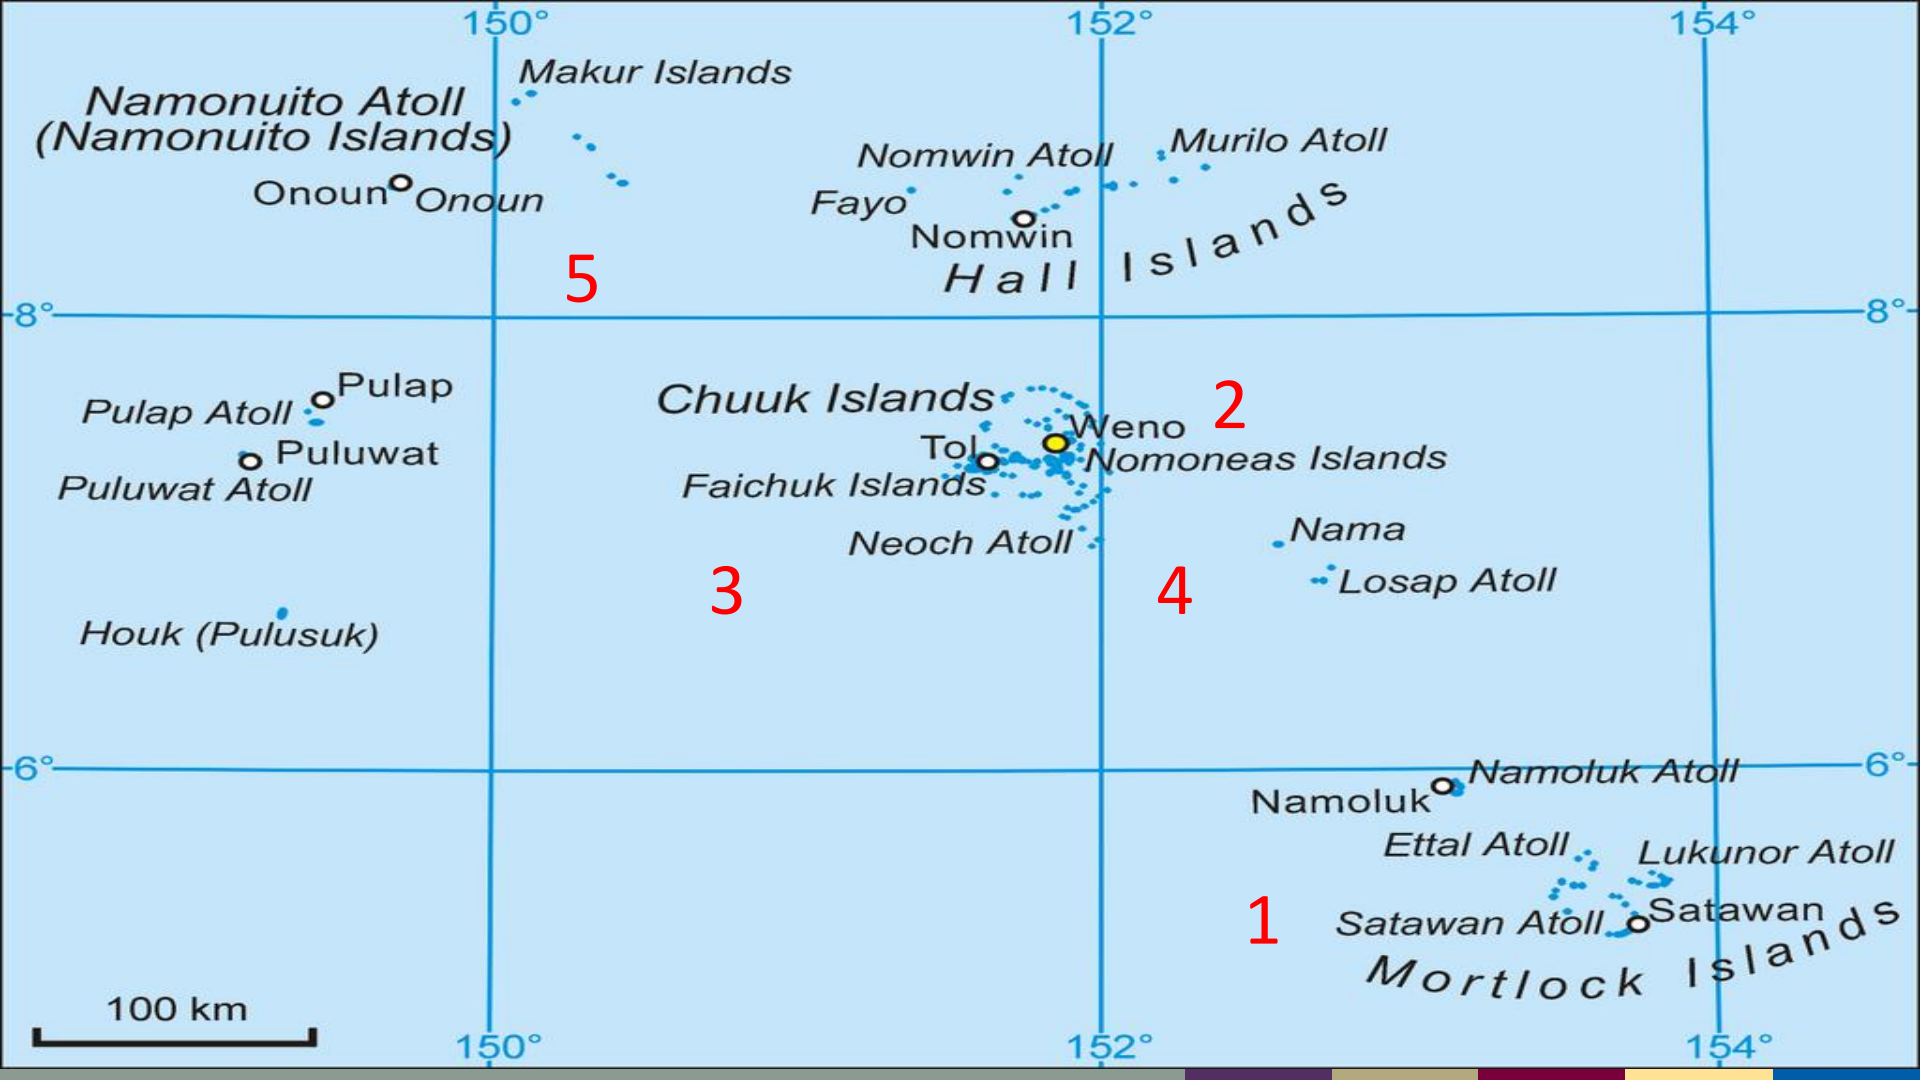 150°
152°
154°
Makur Islands
Namonuito Atoll
(Namonuito Islands)
Onoun
Onoun
Nomwin Atoll
Murilo Atoll
Fayo
Nomwin
Hall Islands
5
8°
8°
Pulap
Pulap Atoll
Puluwat
Puluwat Atoll
Chuuk Islands
2
Weno
Tol
Nomoneas Islands
Faichuk Islands
Neoch Atoll
Nama
Losap Atoll
3
4
Houk (Pulusuk)
6°
6°
Namoluk Atoll
Namoluk
Ettal Atoll
Lukunor Atoll
1
Satawan Atoll
Satawan
Mortlock Islands
100 km
150°
152°
154°